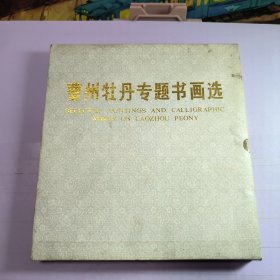 曹州牡丹专题书画选
SELECTED PAINTINGS AND CALLIGRAPHIC
WORKS ON CAOZHOU PEONY